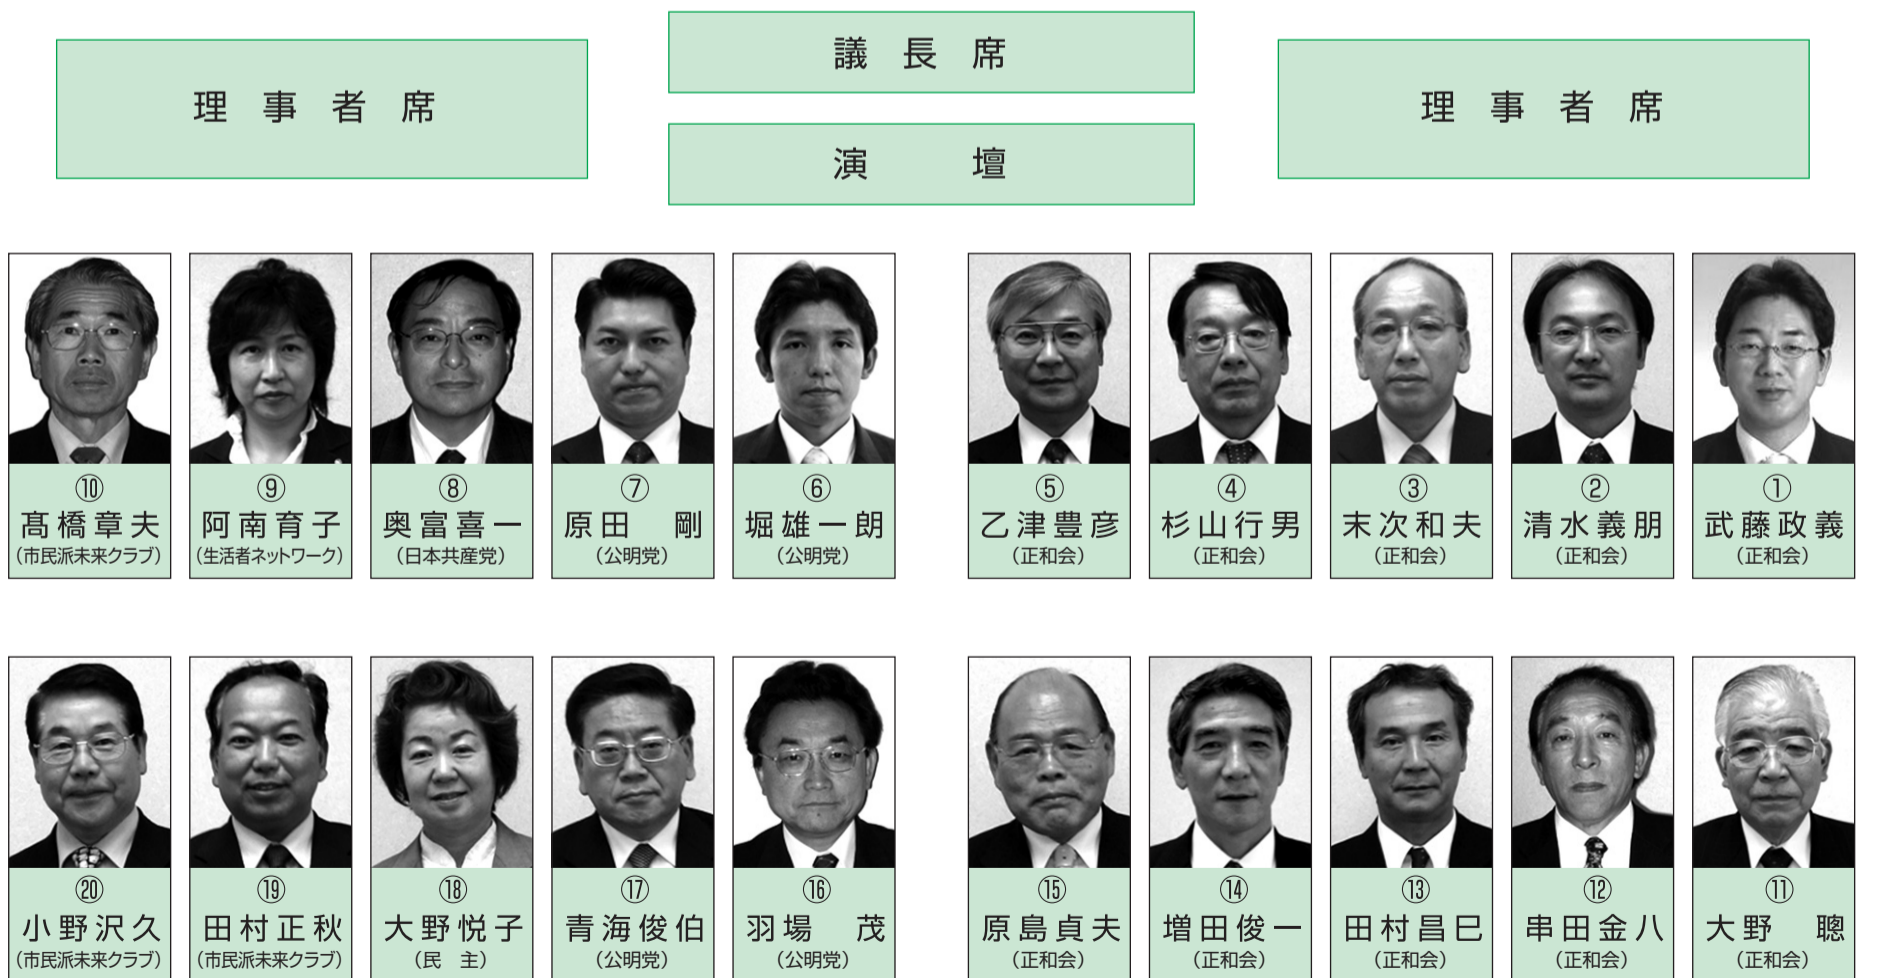 議長席
理事者席
理事者席
演壇
⑩
髙橋章夫
(市民派未来クラブ)
⑨
阿南育子
(生活者ネットワーク)
⑧
奥富喜一
(日本共産党)
⑦
原田 剛
(公明党)
⑥
堀雄一朗
(公明党)
⑤
乙津豊彦
(正和会)
④
杉山行男
(正和会)
③
末次和夫
(正和会)
②
清水義朋
(正和会)
①
武藤政義
(正和会)
⑳
小野沢久
(市民派未来クラブ)
⑲
田村正秋
(市民派未来クラブ)
⑱
大野悦子
(民 主)
⑰
青海俊伯
(公明党)
⑯
羽場 茂
(公明党)
⑮
原島貞夫
(正和会)
⑭
増田俊一
(正和会)
⑬
田村昌巳
(正和会)
⑫
串田金八
(正和会)
⑪
大野 聰
(正和会)